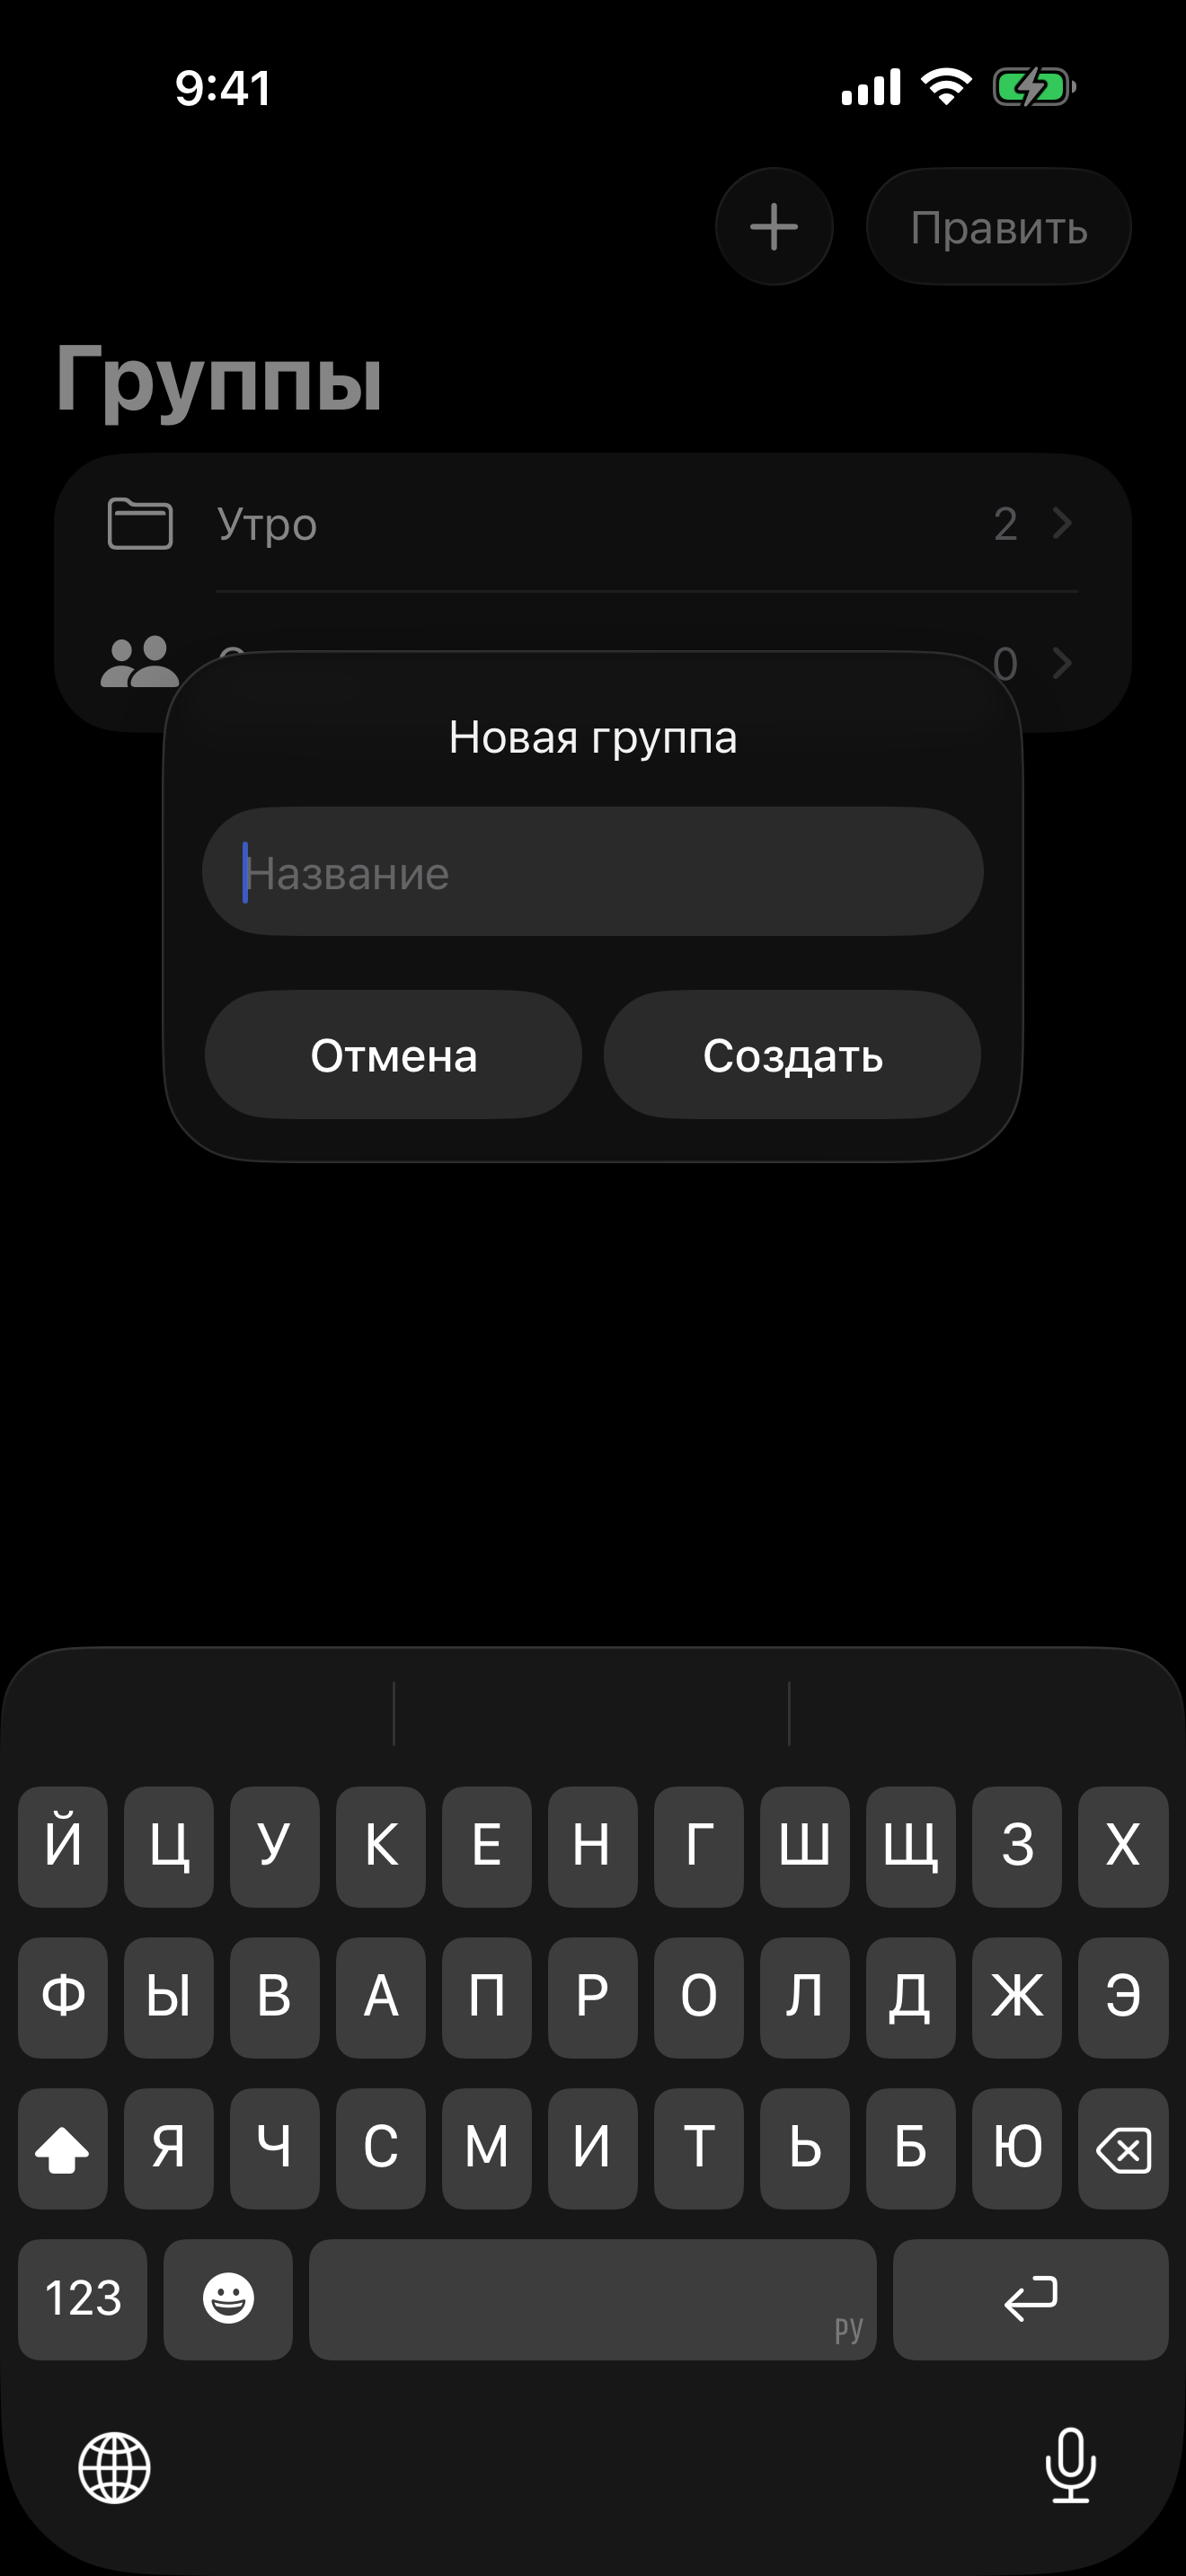 9:41
Править
Группы
Утро 2
0
Новая группа
Название
Отмена Создать
Й Ц У К Е Н Г Ш Щ З Х
Ф Ы В А П Р О Л Д Ж Э
Я Ч С М И Т Ь Б Ю
123 РУ